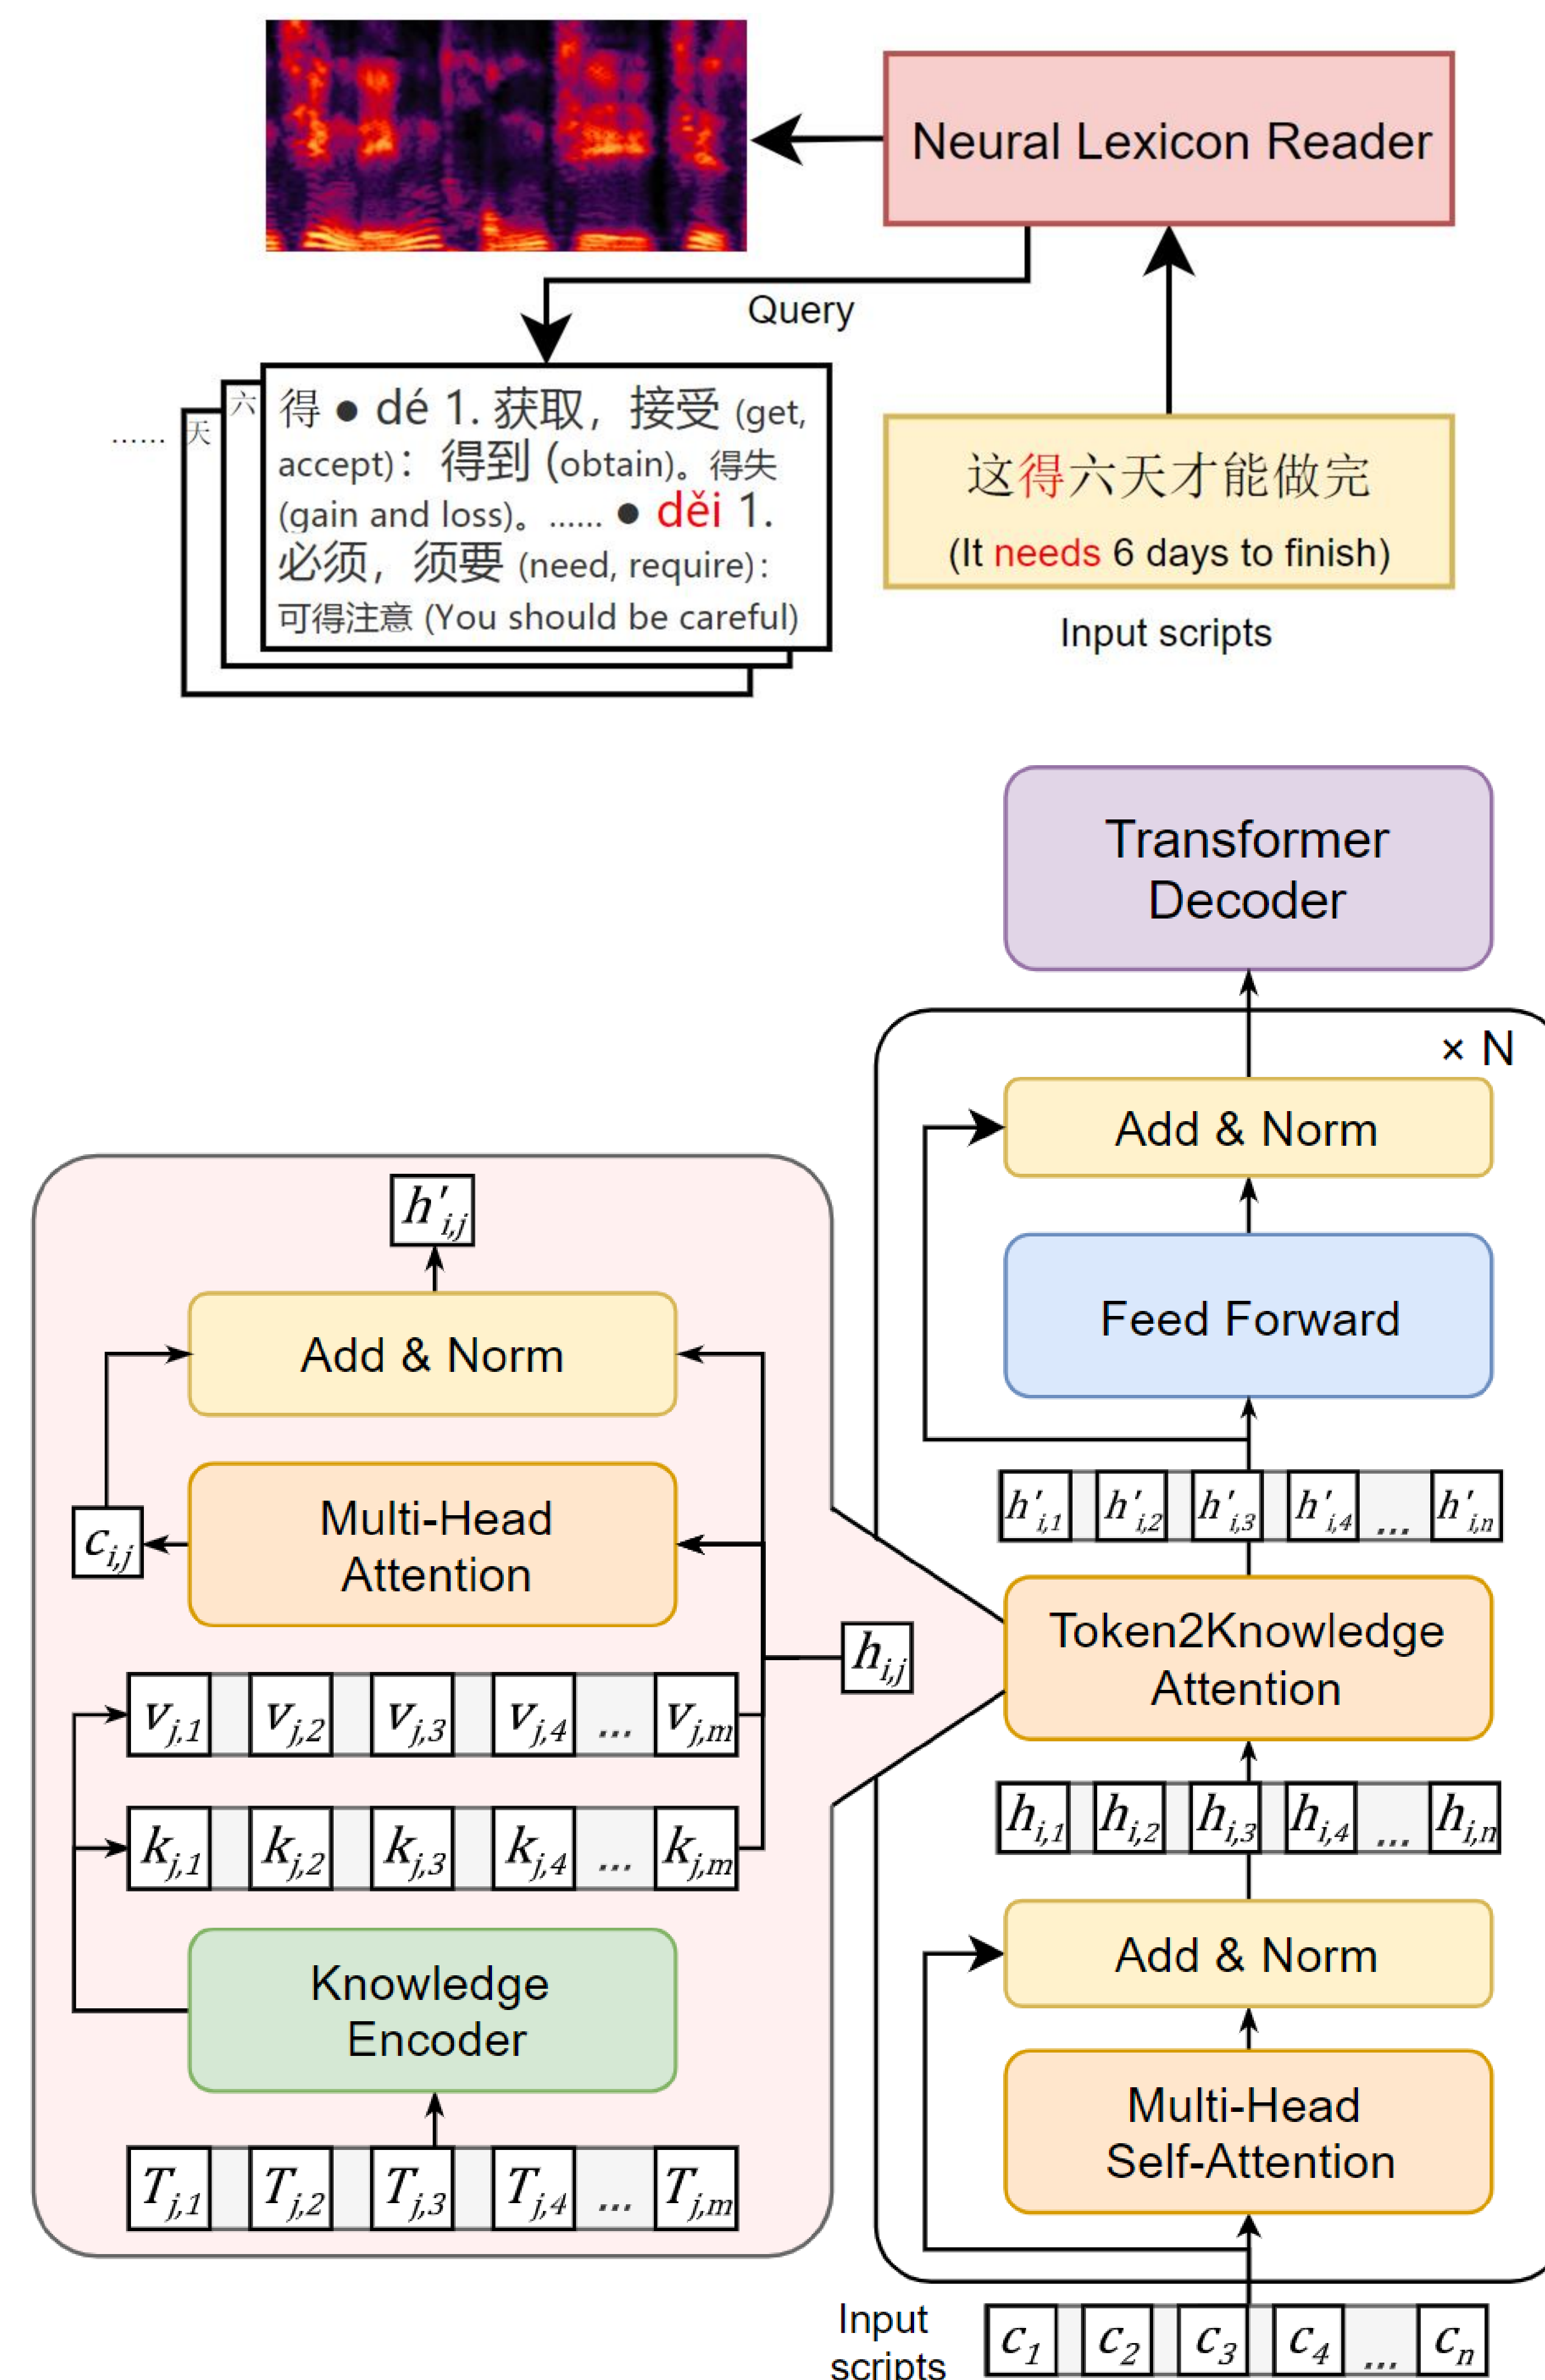 Neural Lexicon Reader
Query
得 ● dé 1. 获取，接受 (get,
accept)：得到 (obtain)。得失
(gain and loss)。...... ● děi 1.
必须，须要 (need, require)：
可得注意 (You should be careful)
六
天
......
这得六天才能做完
(It needs 6 days to finish)
Input scripts
Transformer
Decoder
× N
Add & Norm
Feed Forward
h'i,1 h'i,2 h'i,3 h'i,4 ... h'i,n
Token2Knowledge
Attention
hi,1 hi,2 hi,3 hi,4 ... hi,n
Add & Norm
Multi-Head
Self-Attention
Input
scripts
c1 c2 c3 c4 ... cn
h'i,j
Add & Norm
Multi-Head
Attention
ci,j
hi,j
vj,1 vj,2 vj,3 vj,4 ... vj,m
kj,1 kj,2 kj,3 kj,4 ... kj,m
Knowledge
Encoder
Tj,1 Tj,2 Tj,3 Tj,4 ... Tj,m